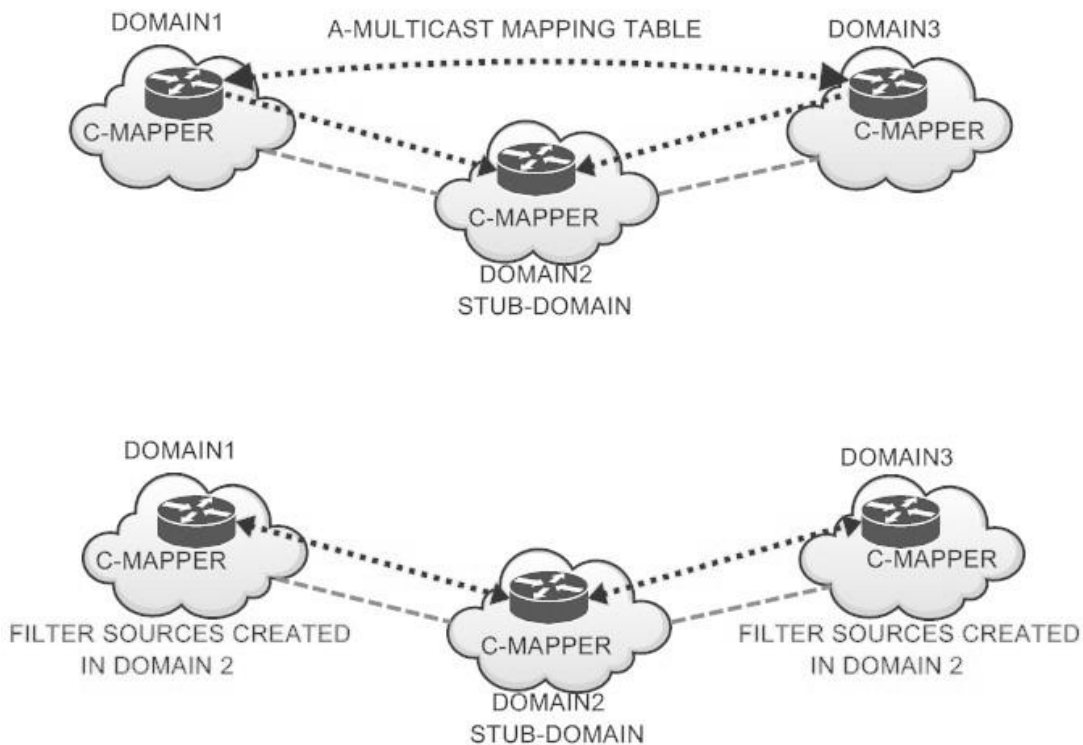 DOMAIN1
A-MULTICAST MAPPING TABLE
DOMAIN3
C-MAPPER
C-MAPPER
C-MAPPER
DOMAIN2
STUB-DOMAIN
DOMAIN1
DOMAIN3
C-MAPPER
C-MAPPER
FILTER SOURCES CREATED
IN DOMAIN 2
C-MAPPER
FILTER SOURCES CREATED
IN DOMAIN 2
DOMAIN2
STUB-DOMAIN